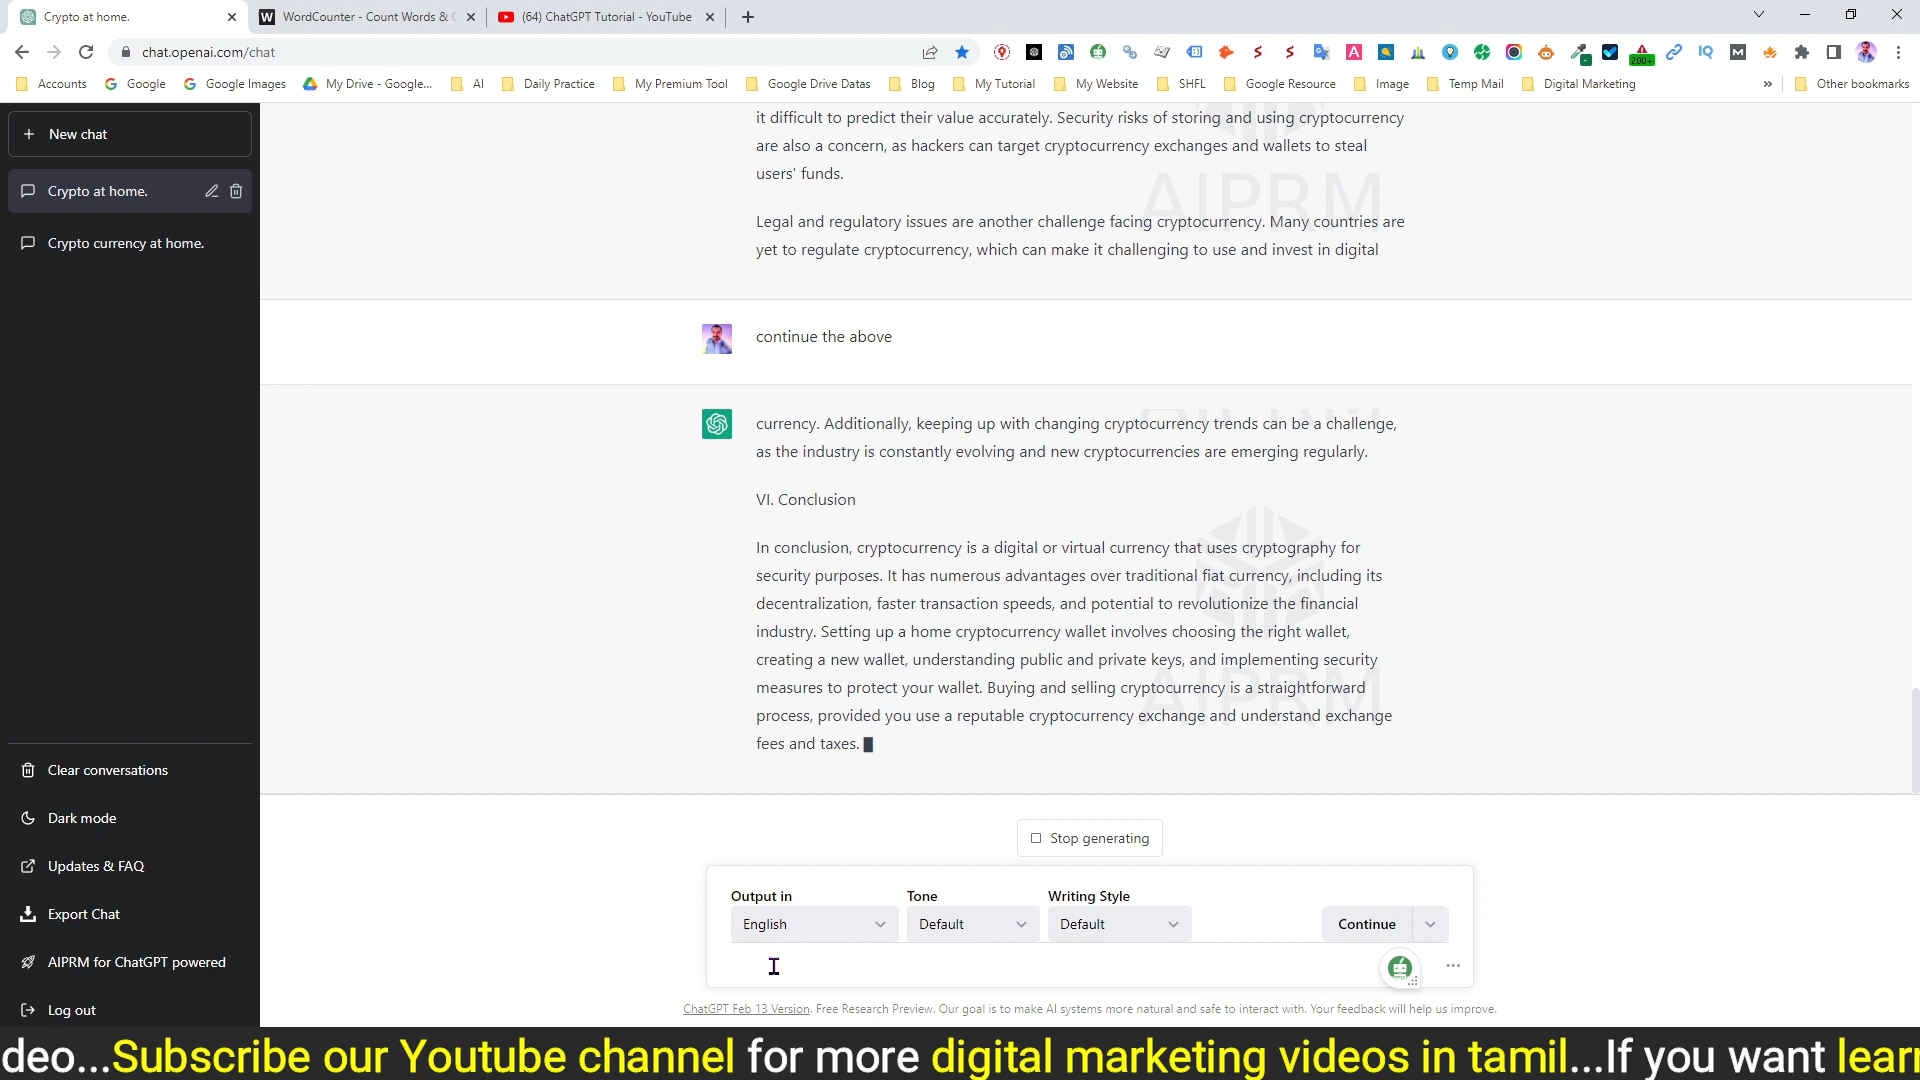 Crypto at home.
WordCounter - Count Words & C
(64) ChatGPT Tutorial - YouTube
chat.openai.com/chat
200+
Accounts
Google
Google Images
My Drive - Google...
AI
Daily Practice
My Premium Tool
Google Drive Datas
Blog
My Tutorial
My Website
SHFL
Google Resource
Image
Temp Mail
Digital Marketing
»
Other bookmarks
+ New chat
Crypto at home.
Crypto currency at home.
Clear conversations
Dark mode
Updates & FAQ
Export Chat
AIPRM for ChatGPT powered
Log out
it difficult to predict their value accurately. Security risks of storing and using cryptocurrency
are also a concern, as hackers can target cryptocurrency exchanges and wallets to steal
users' funds.
AIPRM
Legal and regulatory issues are another challenge facing cryptocurrency. Many countries are
yet to regulate cryptocurrency, which can make it challenging to use and invest in digital
continue the above
currency. Additionally, keeping up with changing cryptocurrency trends can be a challenge,
as the industry is constantly evolving and new cryptocurrencies are emerging regularly.
VI. Conclusion
In conclusion, cryptocurrency is a digital or virtual currency that uses cryptography for
security purposes. It has numerous advantages over traditional fiat currency, including its
decentralization, faster transaction speeds, and potential to revolutionize the financial
industry. Setting up a home cryptocurrency wallet involves choosing the right wallet,
creating a new wallet, understanding public and private keys, and implementing security
measures to protect your wallet. Buying and selling cryptocurrency is a straightforward
process, provided you use a reputable cryptocurrency exchange and understand exchange
fees and taxes.
AIPRM
Stop generating
Output in
Tone
Writing Style
English
Default
Default
Continue
ChatGPT Feb 13 Version. Free Research Preview. Our goal is to make AI systems more natural and safe to interact with. Your feedback will help us improve.
deo...Subscribe our Youtube channel for more digital marketing videos in tamil...If you want learn